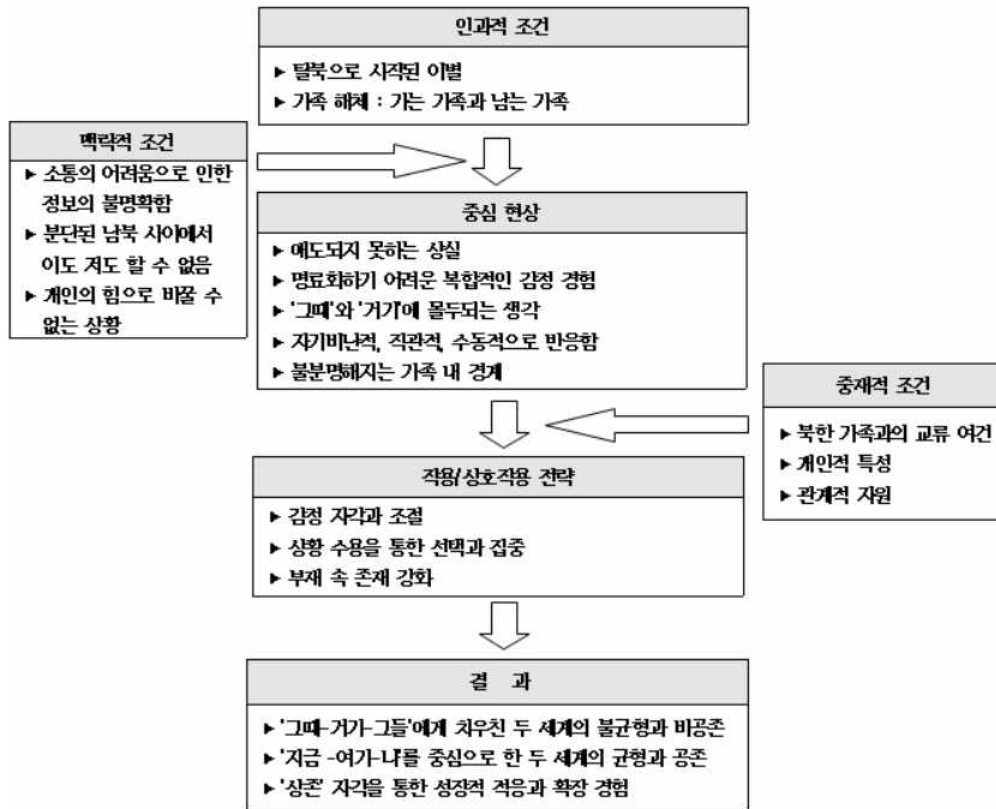 인과적 조건
▶ 탈북으로 시작된 이별
▶ 가족 해체 : 가는 가족과 남는 가족
맥락적 조건
▶ 소통의 어려움으로 인한
정보의 불명확함
▶ 분단된 남북 사이에서
이도 저도 할 수 없음
▶ 개인의 힘으로 바꿀 수
없는 상황
중심 현상
▶ 애도되지 못하는 상실
▶ 명료화하기 어려운 복합적인 감정 경험
▶ '그때'와 '거기'에 몰두되는 생각
▶ 자기비난적, 직관적, 수동적으로 반응함
▶ 불분명해지는 가족 내 경계
중재적 조건
▶ 북한 가족과의 교류 여건
▶ 개인적 특성
▶ 관계적 자원
작용/상호작용 전략
▶ 감정 자각과 조절
▶ 상황 수용을 통한 선택과 집중
▶ 부재 속 존재 강화
결 과
▶ '그때-거기-그들'에게 치우친 두 세계의 불균형과 비공존
▶ '지금 -여기-나'를 중심으로 한 두 세계의 균형과 공존
▶ '상존' 자각을 통한 성장적 적응과 확장 경험